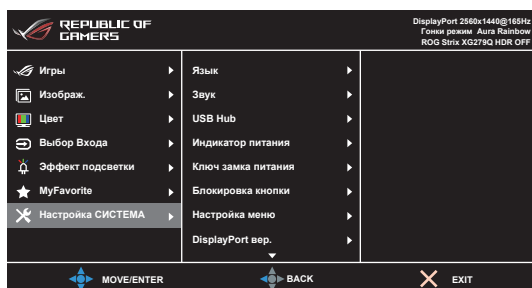 REPUBLIC OF
GAMERS
DisplayPort 2560x1440@165Hz
Гонки режим Aura Rainbow
ROG Strix XG279Q HDR OFF
Игры
Изображ.
Цвет
Выбор Входа
Эффект подсветки
MyFavorite
Настройка СИСТЕМА
Язык
Звук
USB Hub
Индикатор питания
Ключ замка питания
Блокировка кнопки
Настройка меню
DisplayPort вер.
MOVE/ENTER
BACK
EXIT